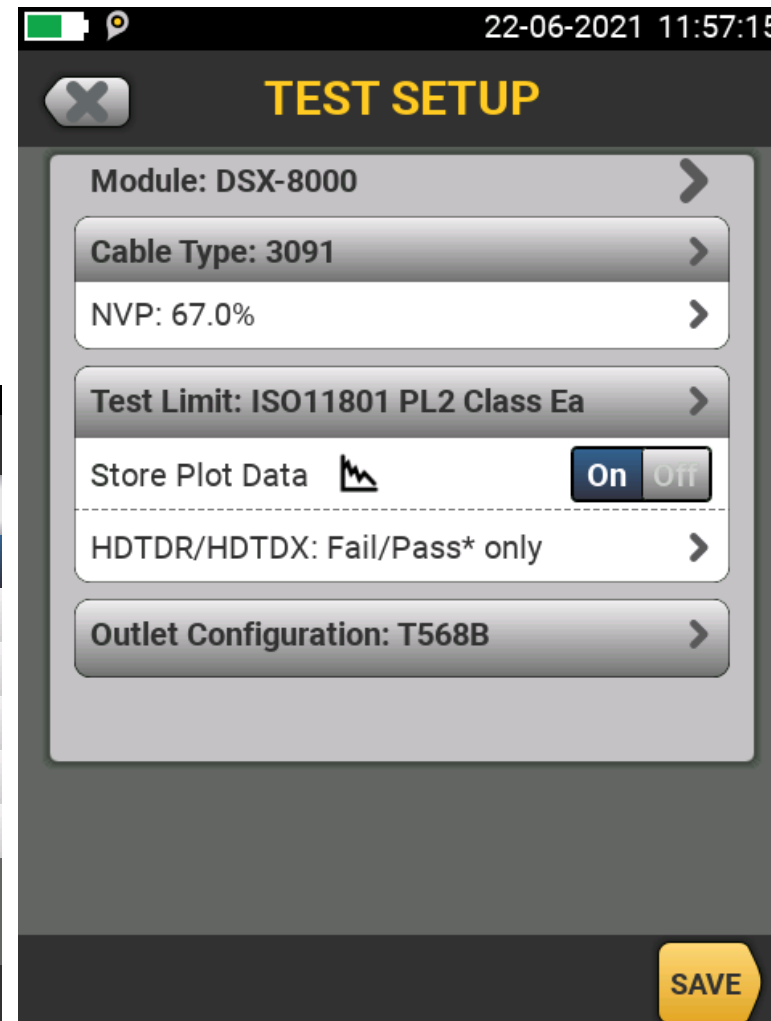 22-06-2021 11:57:15
TEST SETUP
Module: DSX-8000
Cable Type: 3091
NVP: 67.0%
Test Limit: ISO11801 PL2 Class Ea
Store Plot Data On Off
HDTDR/HDTDX: Fail/Pass* only
Outlet Configuration: T568B
SAVE